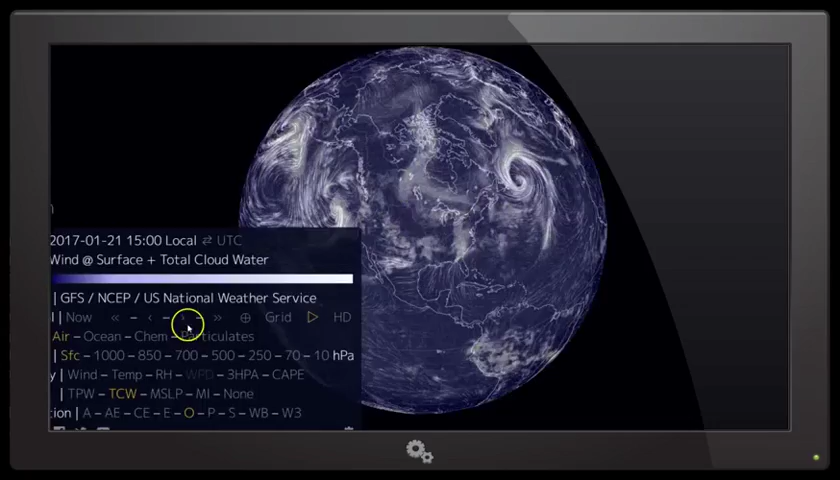 2017-01-21 15:00 Local ⇄ UTC
Wind @ Surface + Total Cloud Water
| GFS / NCEP / US National Weather Service
| Now « – ‹ – › – » ⊕ Grid ▷ HD
Air – Ocean – Chem – Particulates
| Sfc – 1000 – 850 – 700 – 500 – 250 – 70 – 10 hPa
| Wind – Temp – RH – WPD – 3HPA – CAPE
| TPW – TCW – MSLP – MI – None
ion | A – AE – CE – E – O – P – S – WB – W3